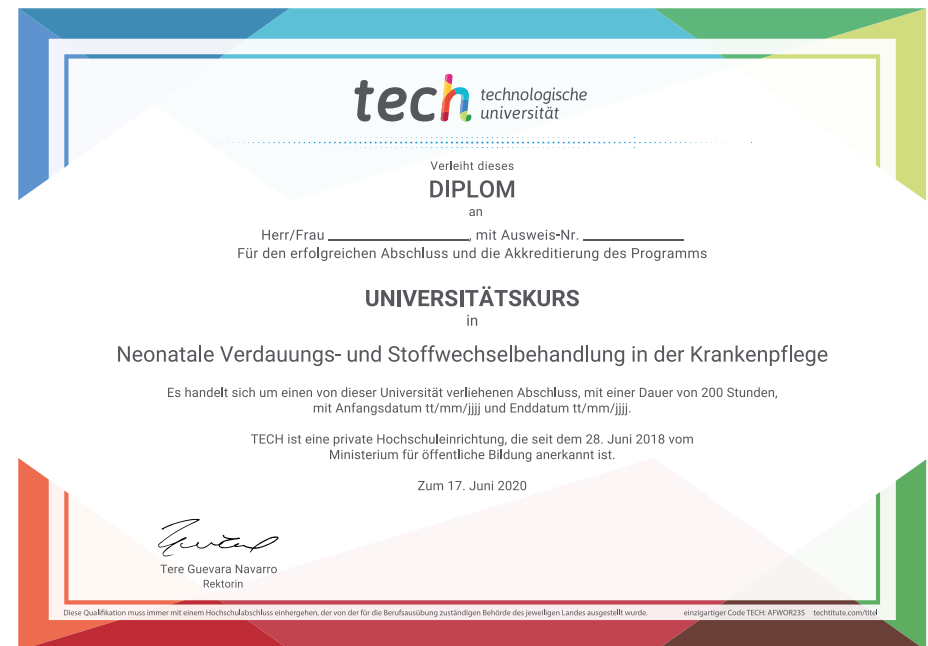 tech technologische
universität
Verleiht dieses
DIPLOM
an
Herr/Frau ____________, mit Ausweis-Nr. ____________
Für den erfolgreichen Abschluss und die Akkreditierung des Programms
UNIVERSITÄTSKURS
in
Neonatale Verdauungs- und Stoffwechselbehandlung in der Krankenpflege
Es handelt sich um einen von dieser Universität verliehenen Abschluss, mit einer Dauer von 200 Stunden,
mit Anfangsdatum tt/mm/jjjj und Enddatum tt/mm/jjjj.
TECH ist eine private Hochschuleinrichtung, die seit dem 28. Juni 2018 vom
Ministerium für öffentliche Bildung anerkannt ist.
Zum 17. Juni 2020
Tere Guevara Navarro
Rektorin
Diese Qualifikation muss immer mit einem Hochschulabschluss einhergehen, der von der für die Berufsausübung zuständigen Behörde des jeweiligen Landes ausgestellt wurde. einzigartiger Code TECH: AFWOR23S techtitute.com/titel